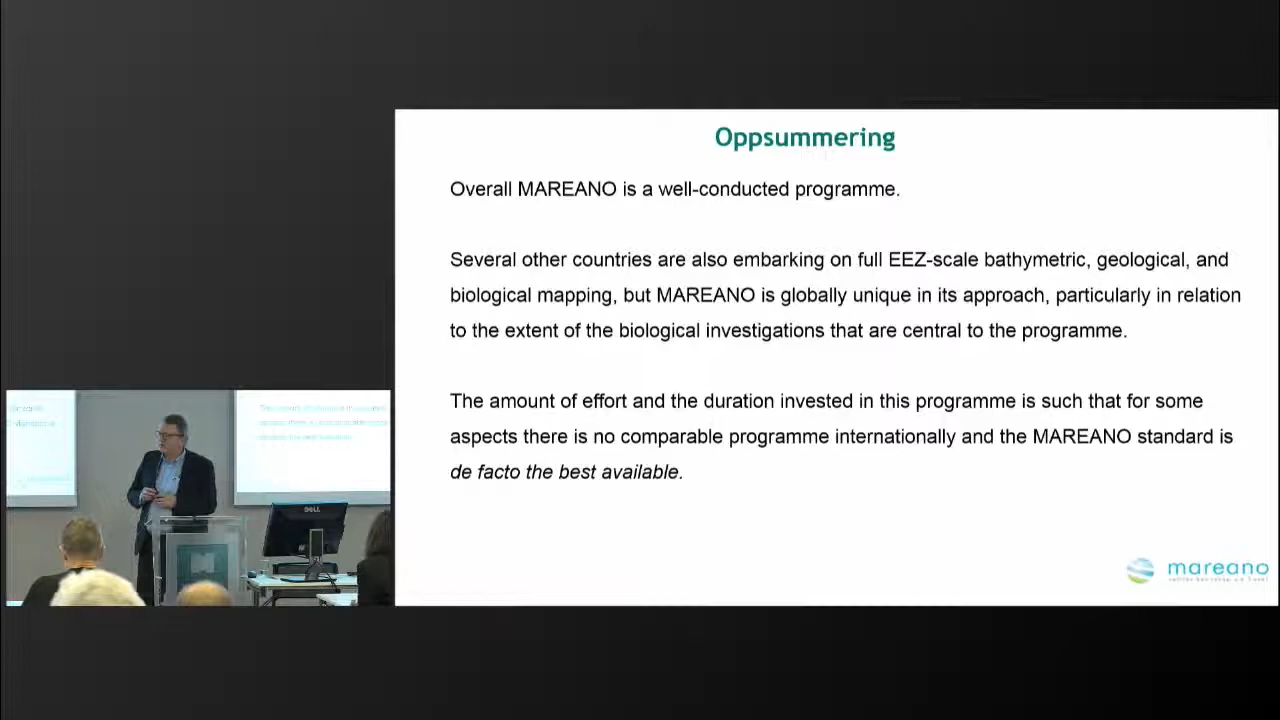 Oppsummering
Overall MAREANO is a well-conducted programme.
Several other countries are also embarking on full EEZ-scale bathymetric, geological, and
biological mapping, but MAREANO is globally unique in its approach, particularly in relation
to the extent of the biological investigations that are central to the programme.
The amount of effort and the duration invested in this programme is such that for some
aspects there is no comparable programme internationally and the MAREANO standard is
de facto the best available.
DELL
mareano